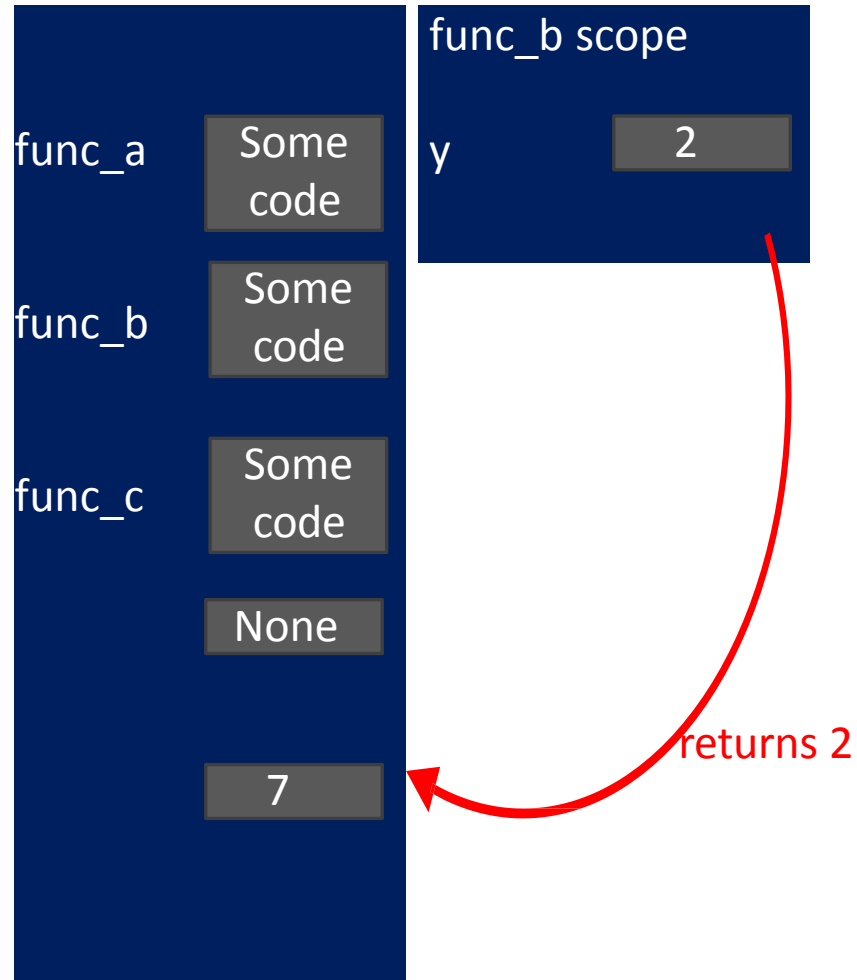 func_a
Some
code
func_b
Some
code
func_c
Some
code
None
7
func_b scope
y
2
returns 2